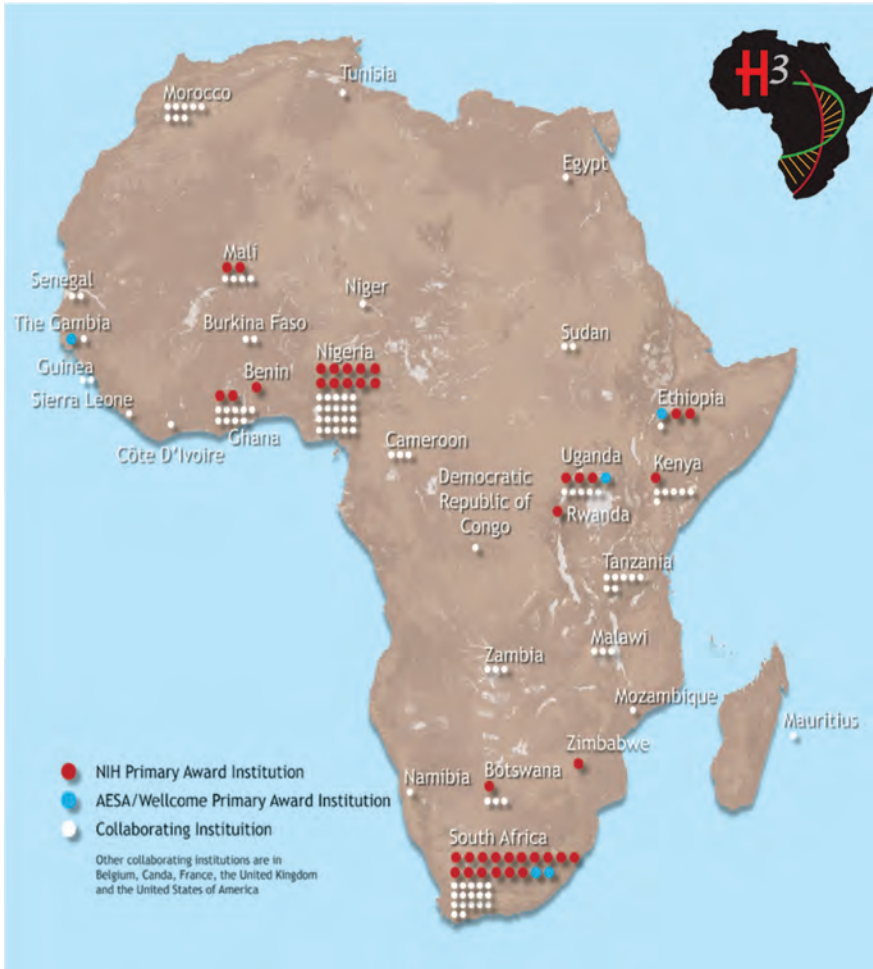 H3
Tunisia
Morocco
Egypt
Mali
Senegal
Niger
The Gambia
Burkina Faso
Sudan
Nigeria
Guinea
Benin
Sierra Leone
Ethiopia
Ghana
Côte D'Ivoire
Cameroon
Uganda
Kenya
Democratic
Republic of
Congo
Rwanda
Tanzania
Malawi
Zambia
Mozambique
Mauritius
Zimbabwe
Namibia
Botswana
South Africa
NIH Primary Award Institution
AESA/Wellcome Primary Award Institution
Collaborating Instituition
Other collaborating institutions are in
Belgium, Canda, France, the United Kingdom
and the United States of America